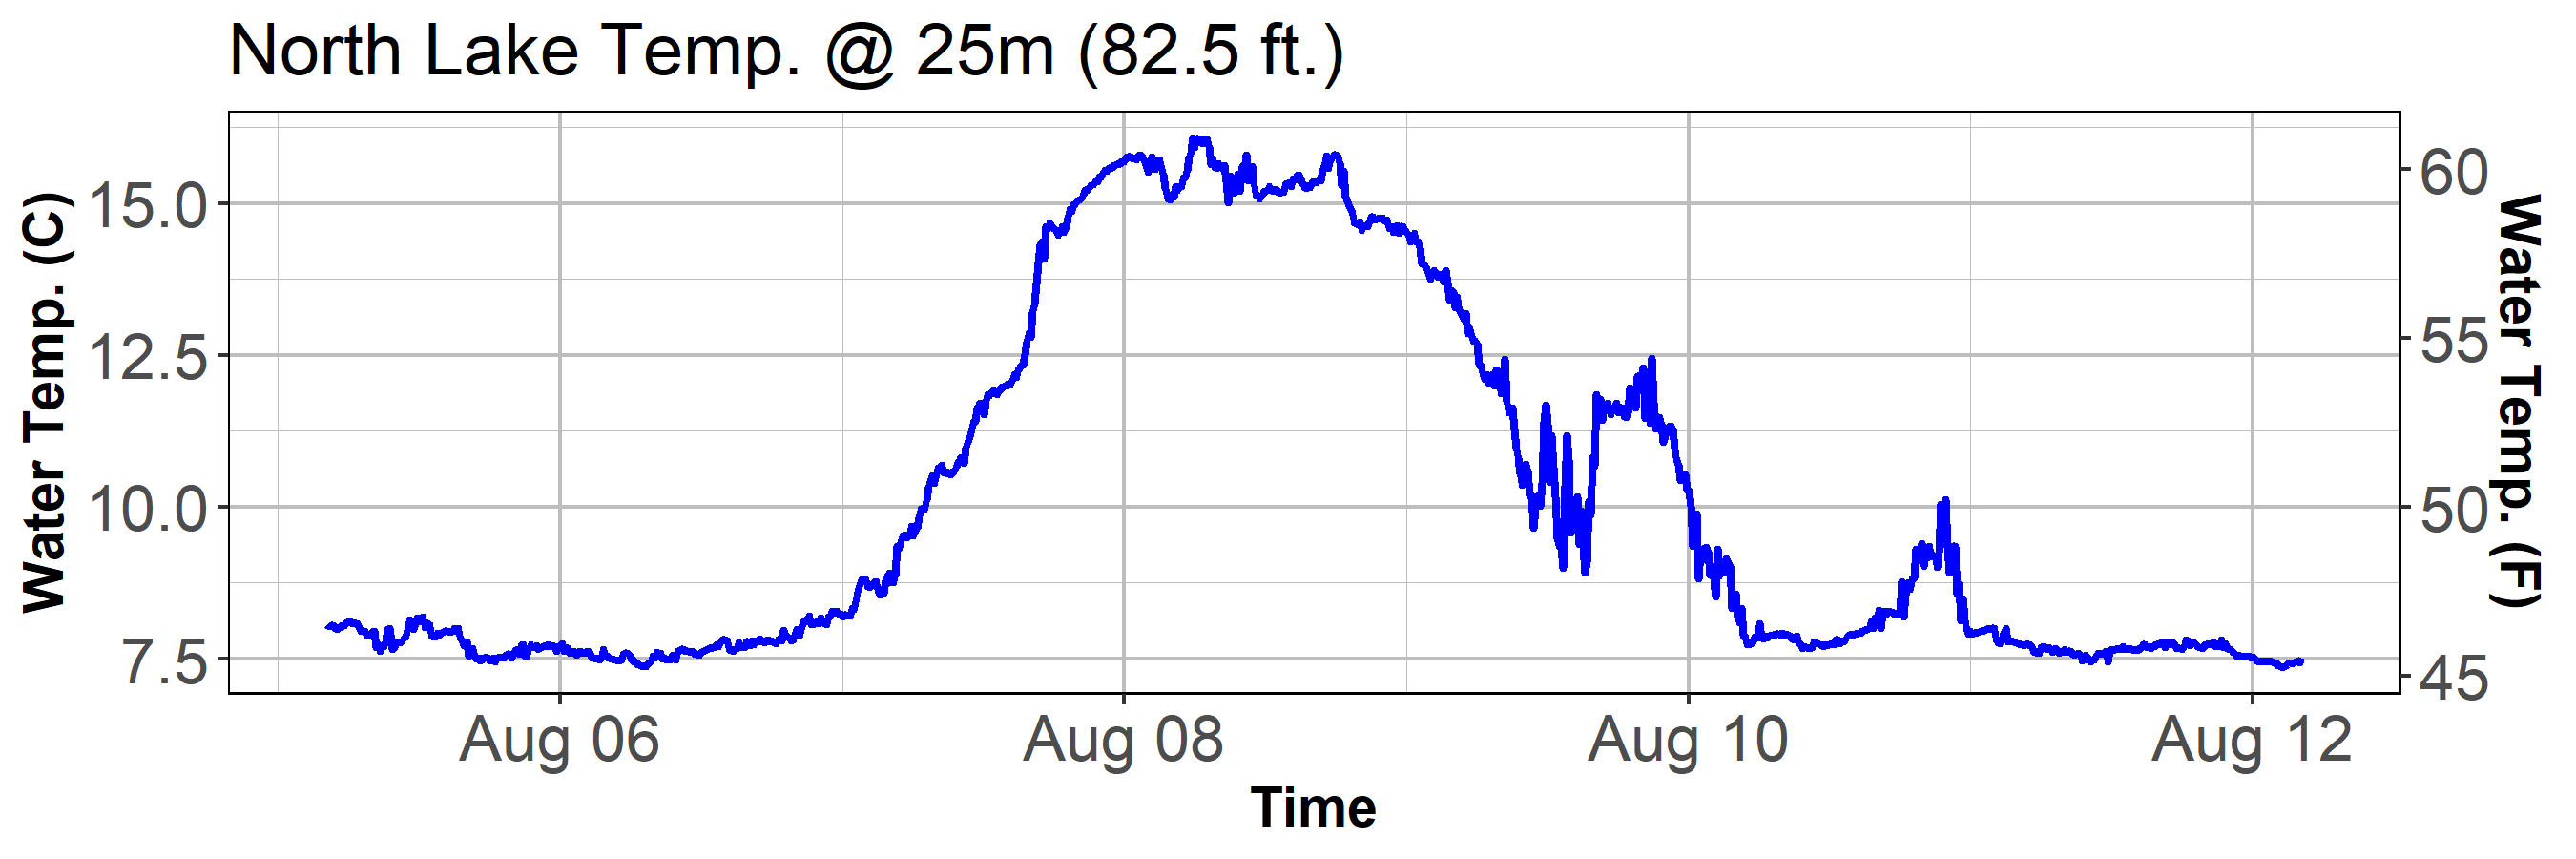 North Lake Temp. @ 25m (82.5 ft.)
Water Temp. (C)
15.0
12.5
10.0
7.5
60
55
50
45
Water Temp. (F)
Aug 06
Aug 08
Aug 10
Aug 12
Time